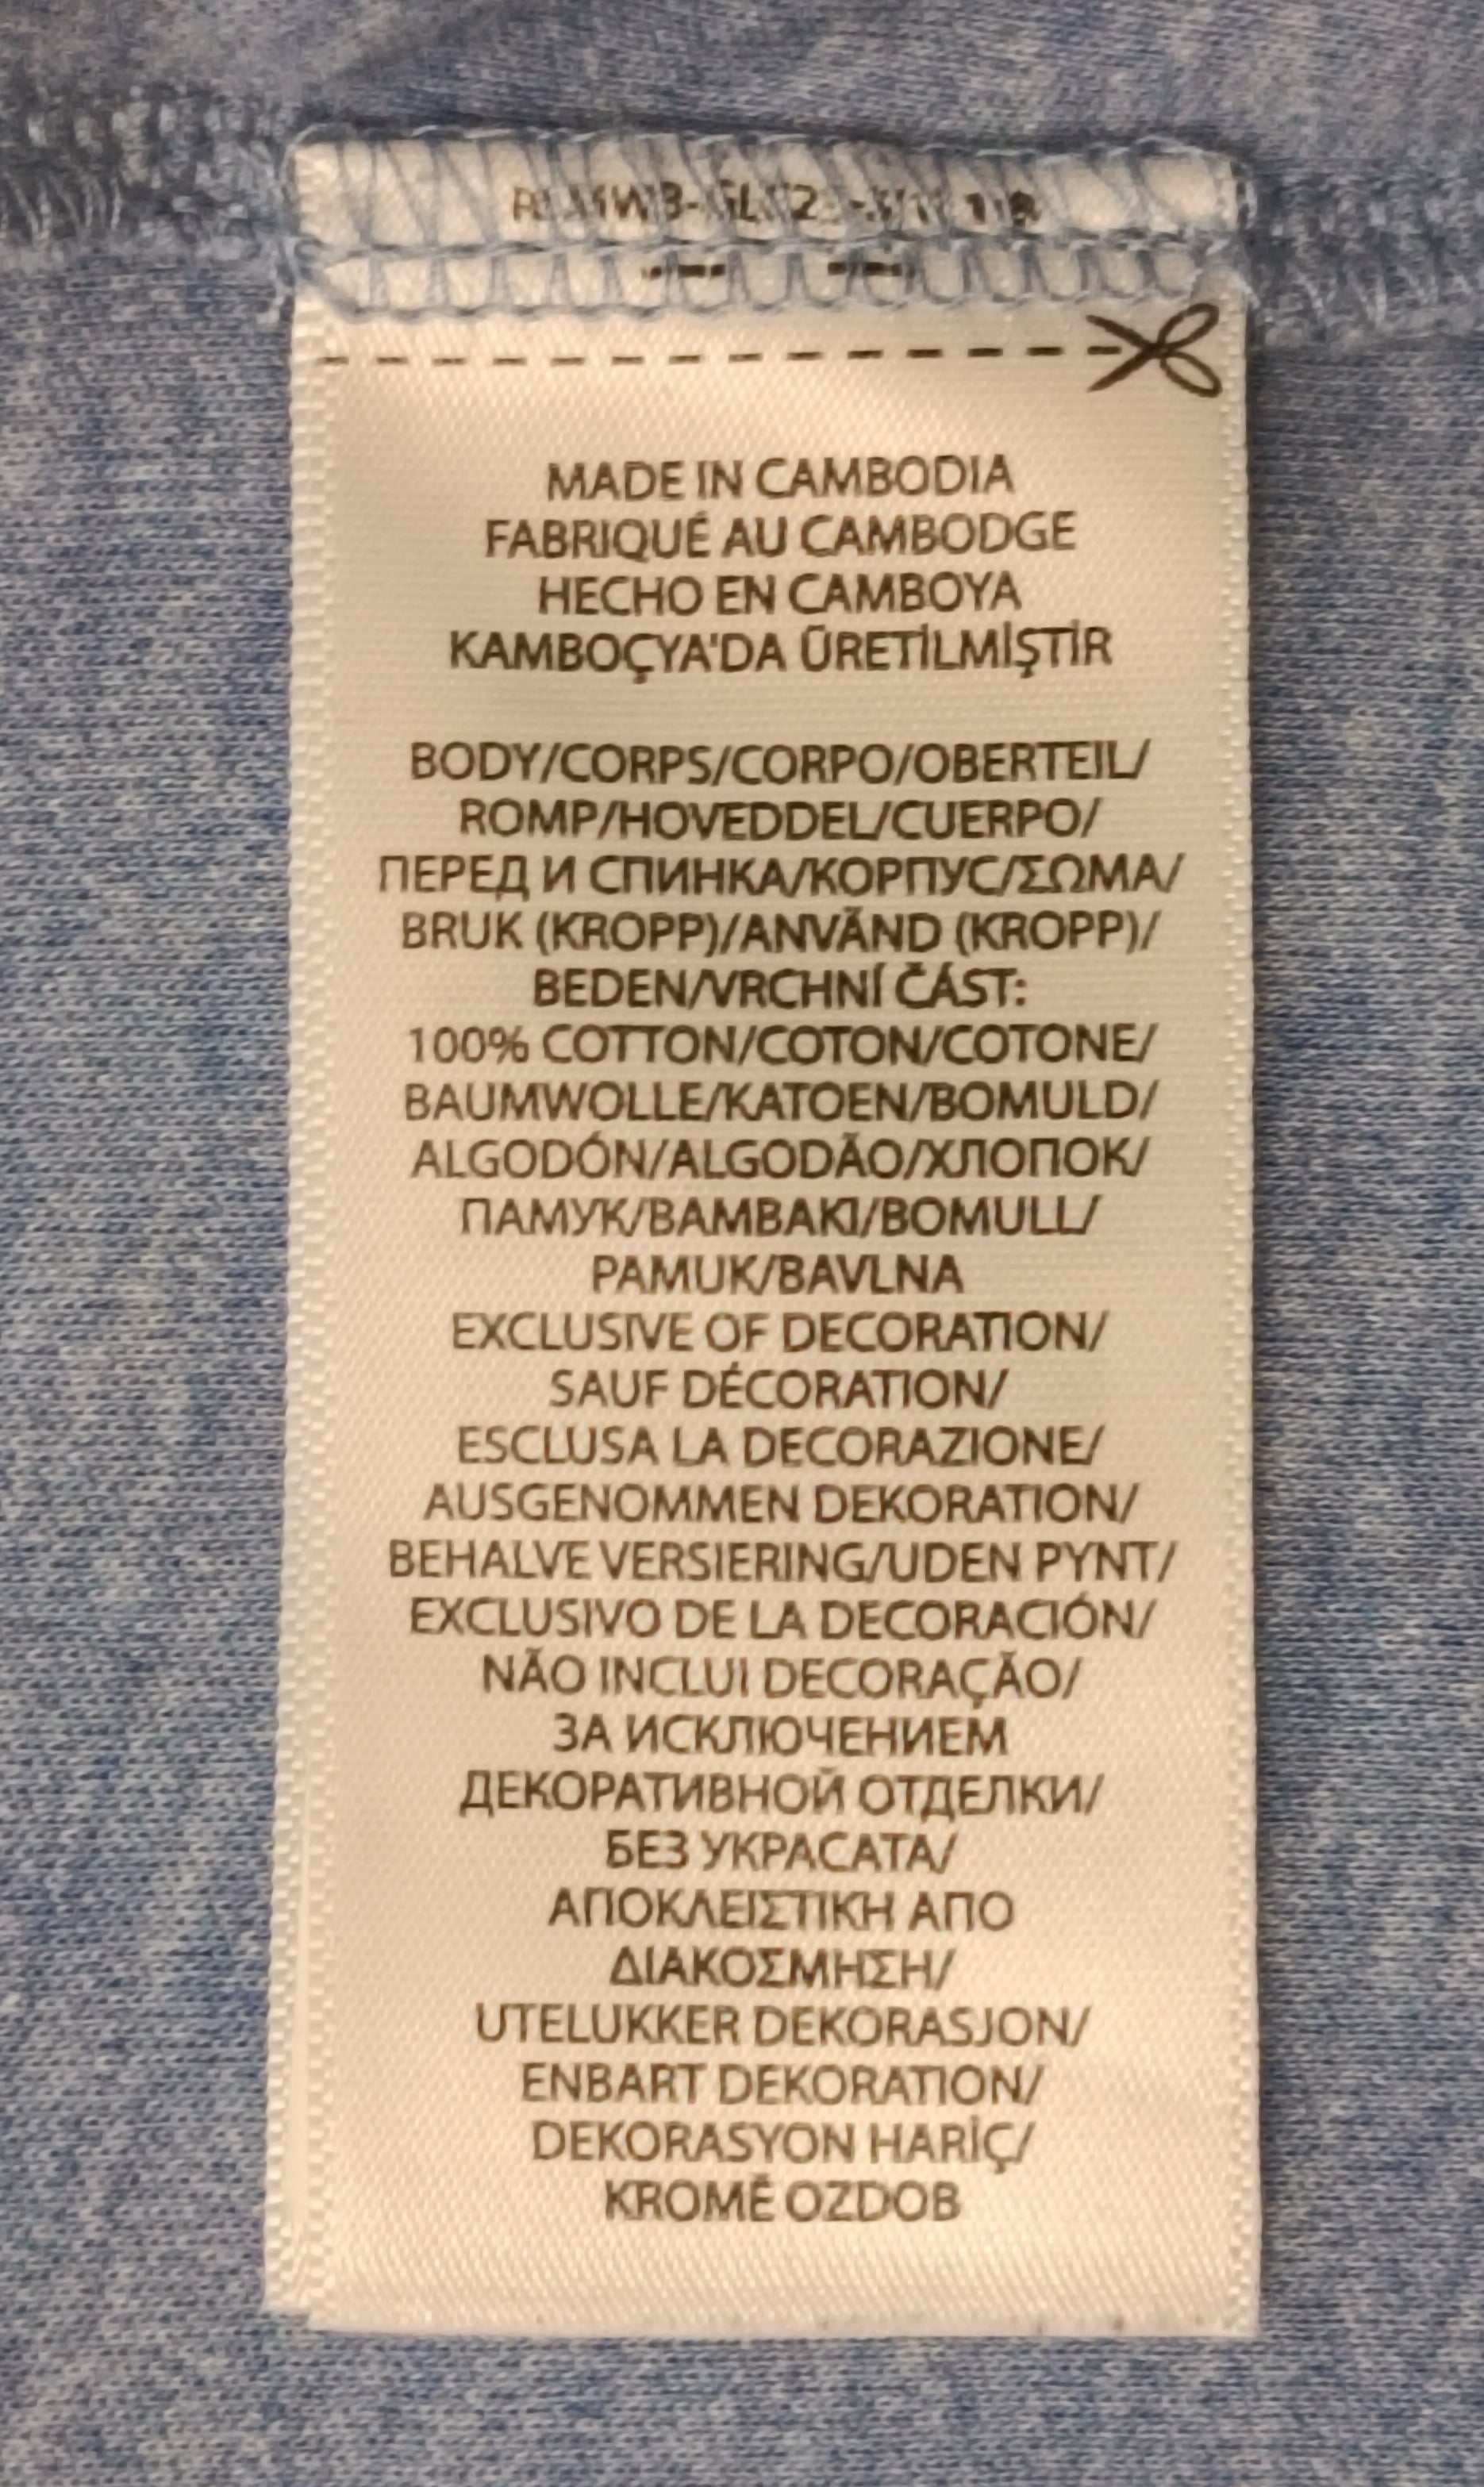 MADE IN CAMBODIA
FABRIQUÉ AU CAMBODGE
HECHO EN CAMBOYA
KAMBOÇYA'DA ÜRETİLMİŞTİR
BODY/CORPS/CORPO/OBERTEIL/
ROMP/HOVEDDEL/CUERPO/
ПЕРЕД И СПИНКА/КОРПУС/ΣΩΜΑ/
BRUK (KROPP)/ANVÄND (KROPP)/
BEDEN/VRCHNÍ ČÁST:
100% COTTON/COTON/COTONE/
BAUMWOLLE/KATOEN/BOMULD/
ALGODÓN/ALGODÃO/ХЛОПОК/
ПАМУК/ΒΑΜΒΑΚΙ/BOMULL/
PAMUK/BAVLNA
EXCLUSIVE OF DECORATION/
SAUF DÉCORATION/
ESCLUSA LA DECORAZIONE/
AUSGENOMMEN DEKORATION/
BEHALVE VERSIERING/UDEN PYNT/
EXCLUSIVO DE LA DECORACIÓN/
NÃO INCLUI DECORAÇÃO/
ЗА ИСКЛЮЧЕНИЕМ
ДЕКОРАТИВНОЙ ОТДЕЛКИ/
БЕЗ УКРАСАТА/
ΑΠΟΚΛΕΙΣΤΙΚΗ ΑΠΟ
ΔΙΑΚΟΣΜΗΣΗ/
UTELUKKER DEKORASJON/
ENBART DEKORATION/
DEKORASYON HARİÇ/
KROMĚ OZDOB